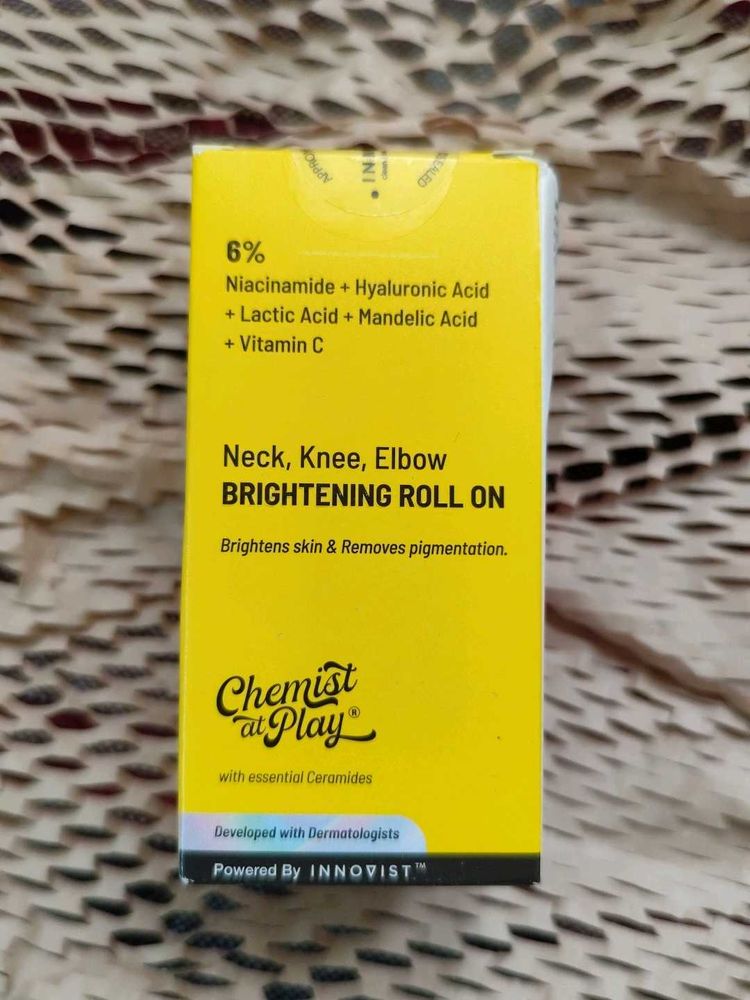 6%
Niacinamide + Hyaluronic Acid
+ Lactic Acid + Mandelic Acid
+ Vitamin C
Neck, Knee, Elbow
BRIGHTENING ROLL ON
Brightens skin & Removes pigmentation.
Chemist
at Play®
with essential Ceramides
Developed with Dermatologists
Powered By INNOVIST™